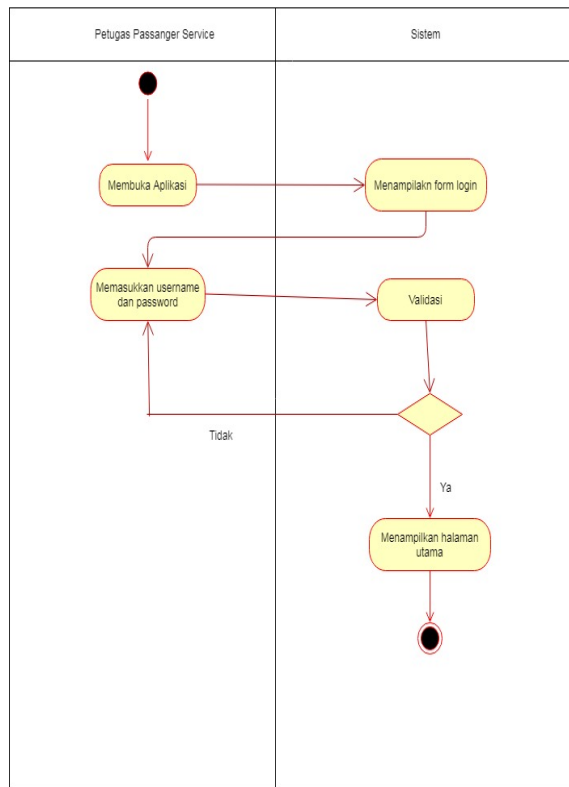 Petugas Passanger Service
Sistem
Membuka Aplikasi
Menampilakn form login
Memasukkan username
dan password
Validasi
Tidak
Ya
Menampilkan halaman
utama